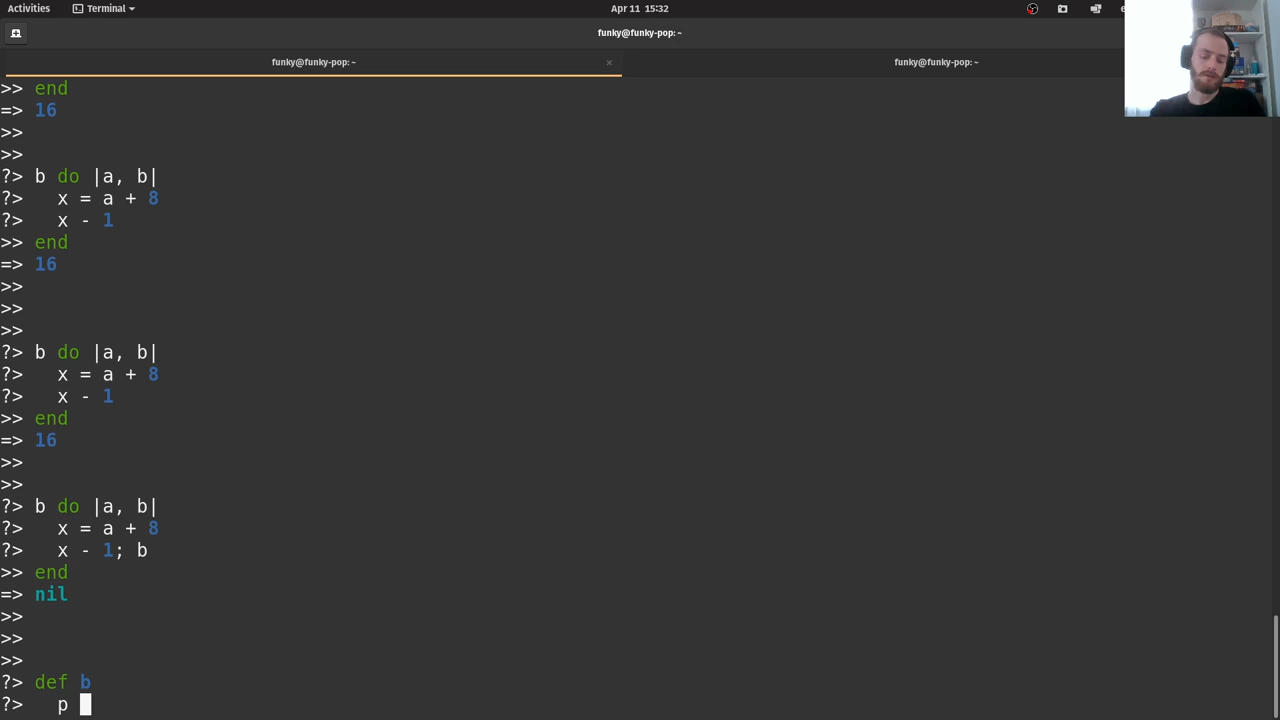 Activities
Terminal
Apr 11 15:32
funky@funky-pop: ~
funky@funky-pop: ~ ×
funky@funky-pop: ~
>> end
=> 16
>>
>>
?> b do |a, b|
?>   x = a + 8
?>   x - 1
>> end
=> 16
>>
>>
>>
?> b do |a, b|
?>   x = a + 8
?>   x - 1
>> end
=> 16
>>
>>
?> b do |a, b|
?>   x = a + 8
?>   x - 1; b
>> end
=> nil
>>
>>
>>
?> def b
?>   p